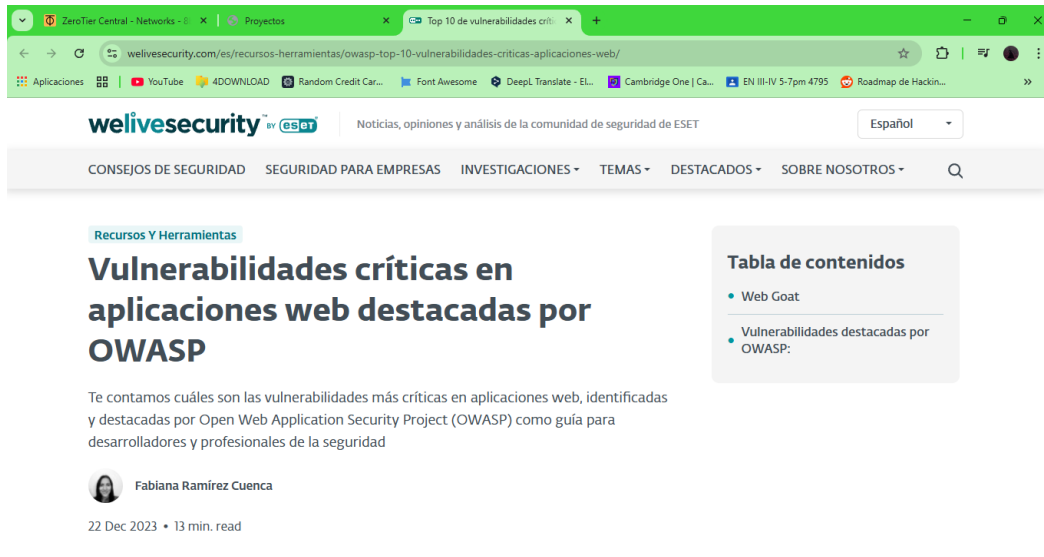 ZeroTier Central - Networks - 8
Proyectos
Top 10 de vulnerabilidades críti
welivesecurity.com/es/recursos-herramientas/owasp-top-10-vulnerabilidades-criticas-aplicaciones-web/
Aplicaciones
YouTube
4DOWNLOAD
Random Credit Car...
Font Awesome
DeepL Translate - El...
Cambridge One | Ca...
EN III-IV 5-7pm 4795
Roadmap de Hackin...
welivesecurity™ BY eseT
Noticias, opiniones y análisis de la comunidad de seguridad de ESET
Español
CONSEJOS DE SEGURIDAD
SEGURIDAD PARA EMPRESAS
INVESTIGACIONES
TEMAS
DESTACADOS
SOBRE NOSOTROS
Recursos Y Herramientas
Vulnerabilidades críticas en
aplicaciones web destacadas por
OWASP
Te contamos cuáles son las vulnerabilidades más críticas en aplicaciones web, identificadas
y destacadas por Open Web Application Security Project (OWASP) como guía para
desarrolladores y profesionales de la seguridad
Fabiana Ramírez Cuenca
22 Dec 2023 • 13 min. read
Tabla de contenidos
Web Goat
Vulnerabilidades destacadas por
OWASP: